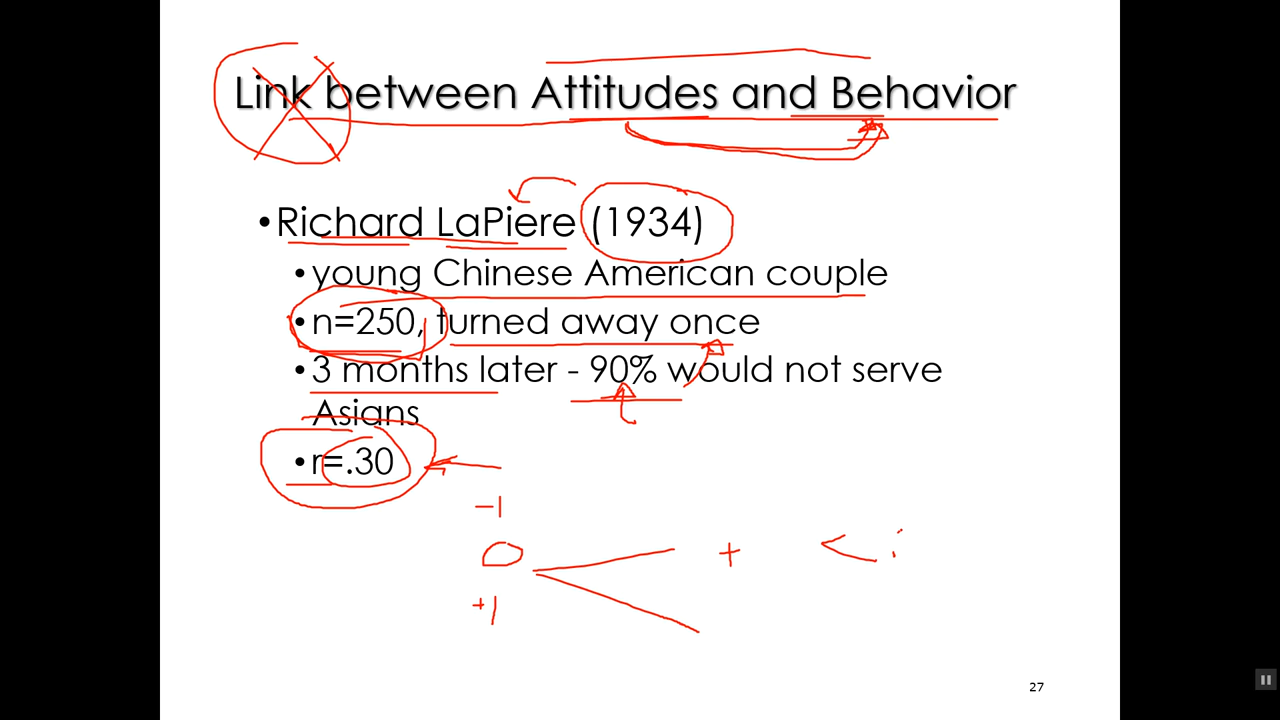 Link between Attitudes and Behavior
•Richard LaPiere (1934)
•young Chinese American couple
•n=250, turned away once
•3 months later - 90% would not serve
Asians
•r=.30
-1
0
+ <
+1
27